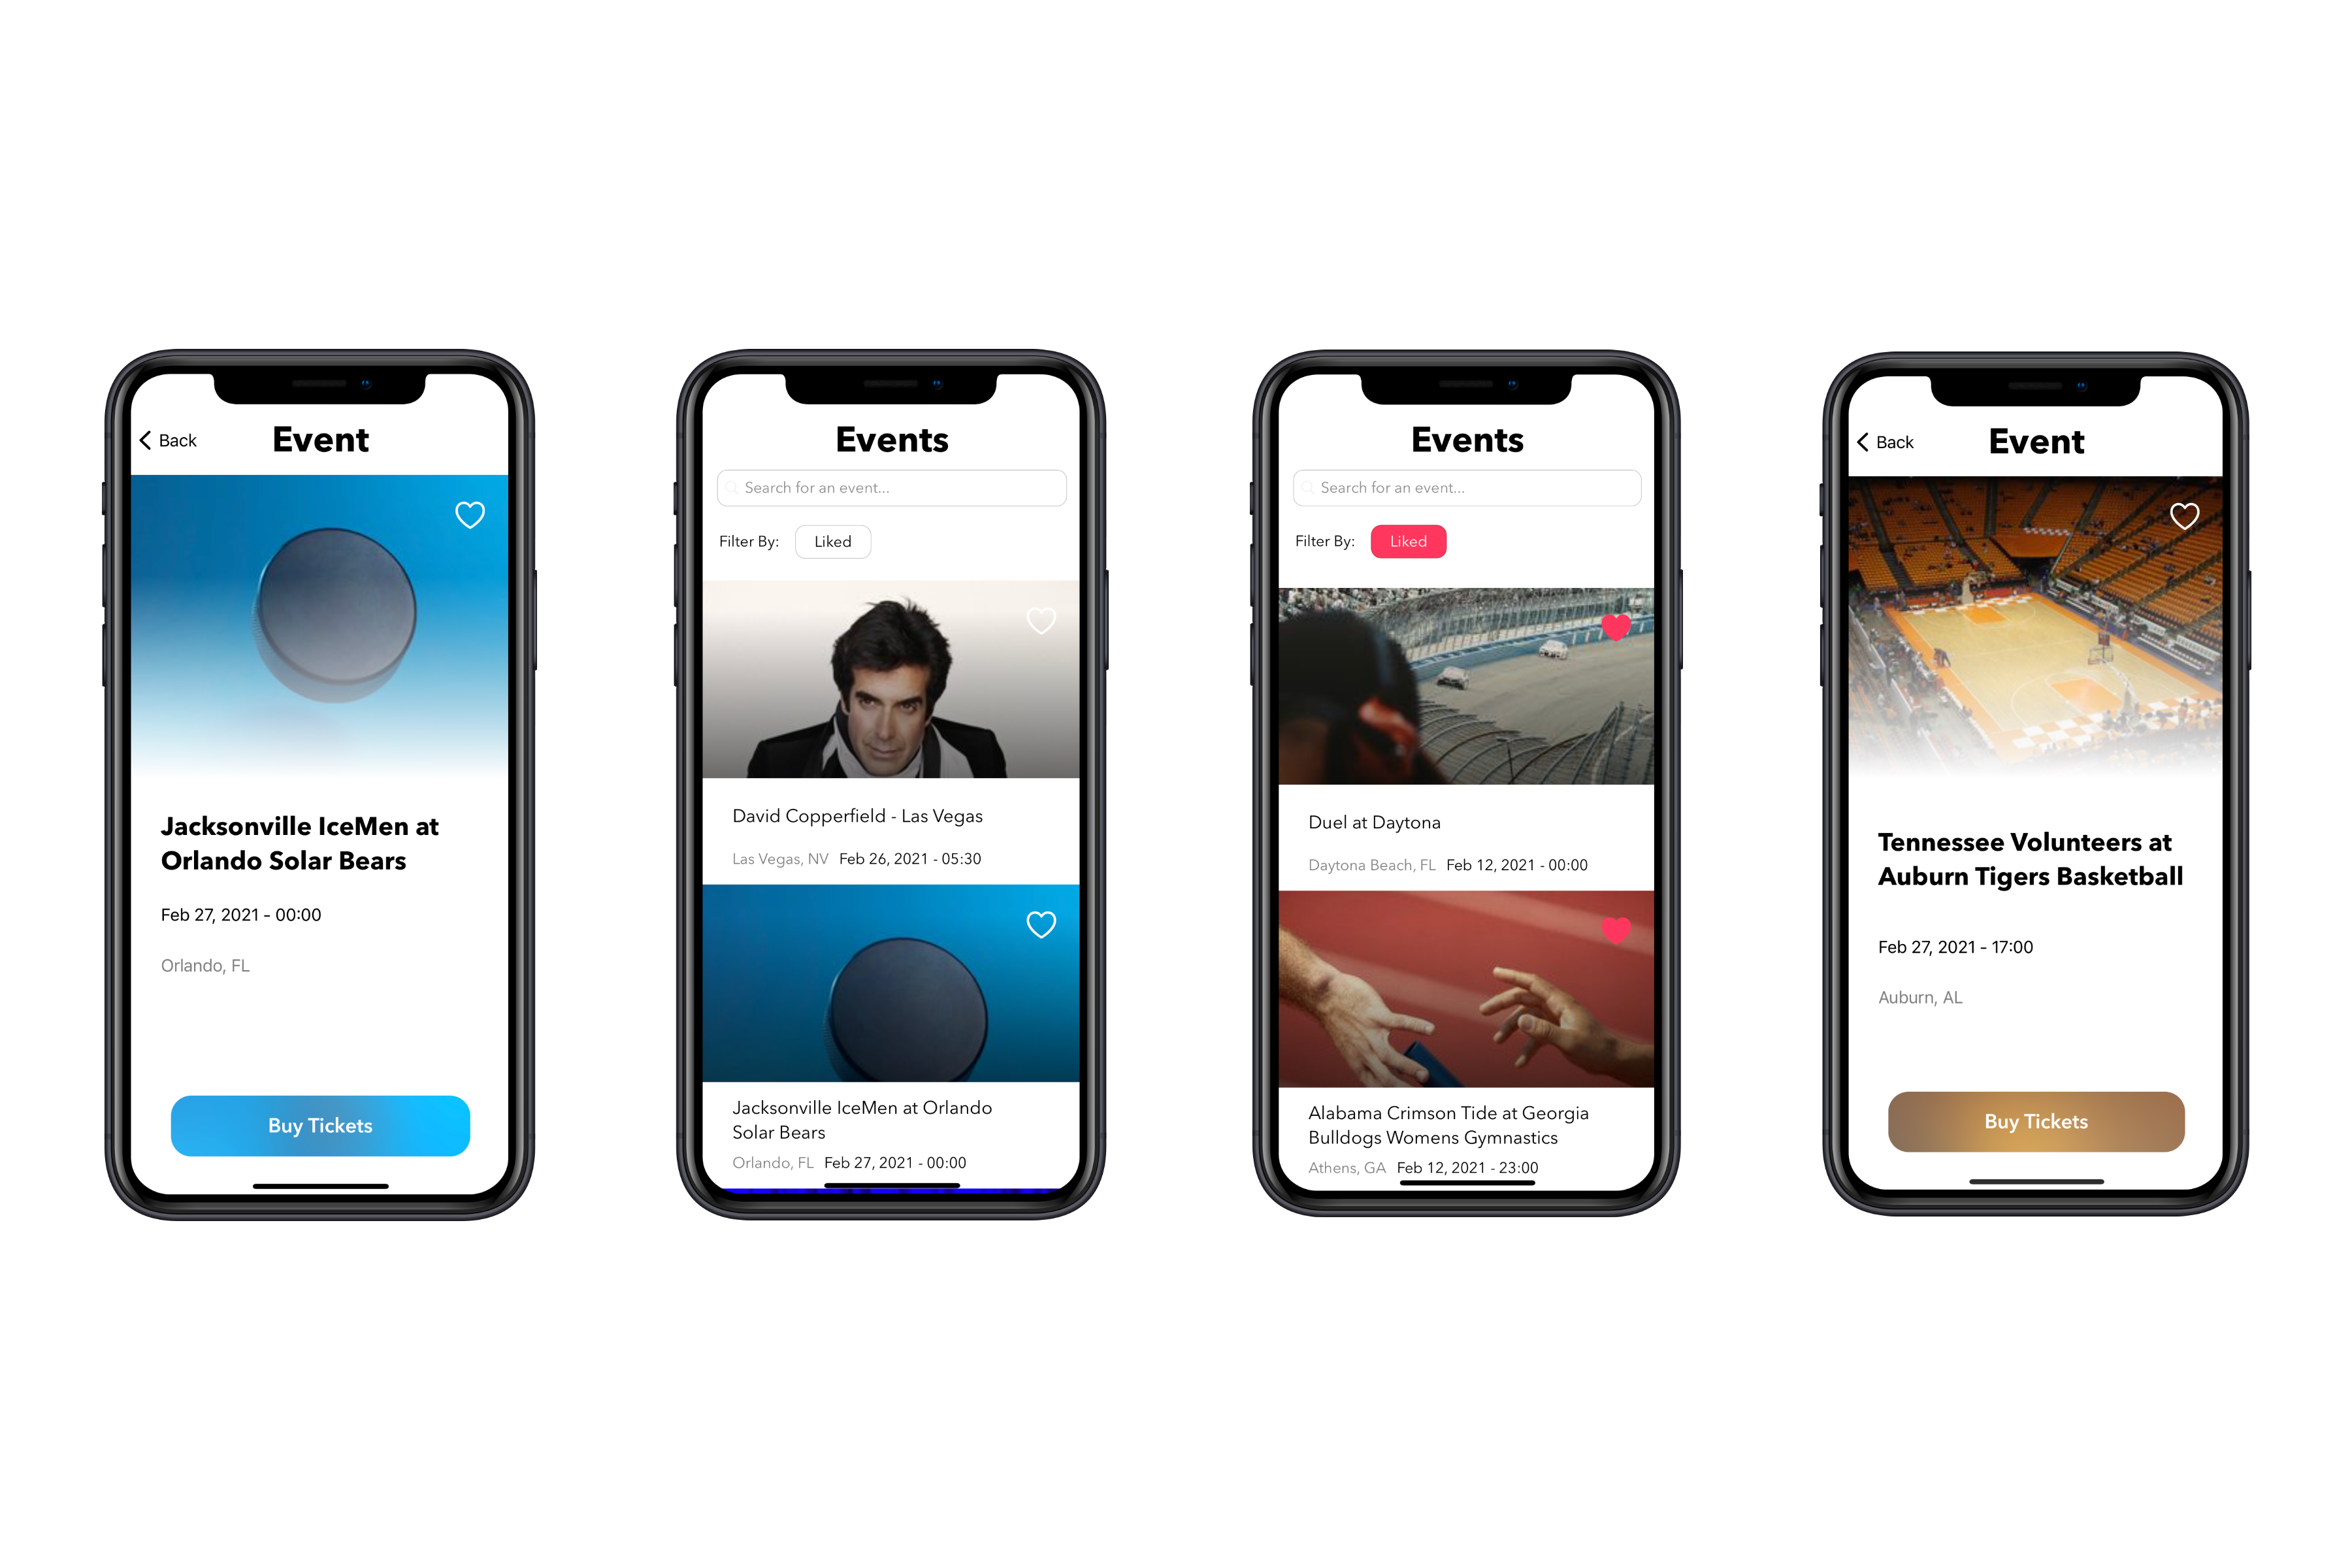 Back
Event
Jacksonville IceMen at
Orlando Solar Bears
Feb 27, 2021 - 00:00
Orlando, FL
Buy Tickets
Events
Search for an event...
Filter By: Liked
David Copperfield - Las Vegas
Las Vegas, NV Feb 26, 2021 - 05:30
Jacksonville IceMen at Orlando
Solar Bears
Orlando, FL Feb 27, 2021 - 00:00
Events
Search for an event...
Filter By: Liked
Duel at Daytona
Daytona Beach, FL Feb 12, 2021 - 00:00
Alabama Crimson Tide at Georgia
Bulldogs Womens Gymnastics
Athens, GA Feb 12, 2021 - 23:00
Back
Event
Tennessee Volunteers at
Auburn Tigers Basketball
Feb 27, 2021 - 17:00
Auburn, AL
Buy Tickets